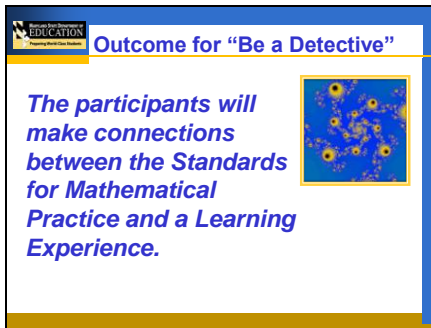 Maryland State Department of
EDUCATION
Preparing World Class Students
Outcome for “Be a Detective”
The participants will
make connections
between the Standards
for Mathematical
Practice and a Learning
Experience.